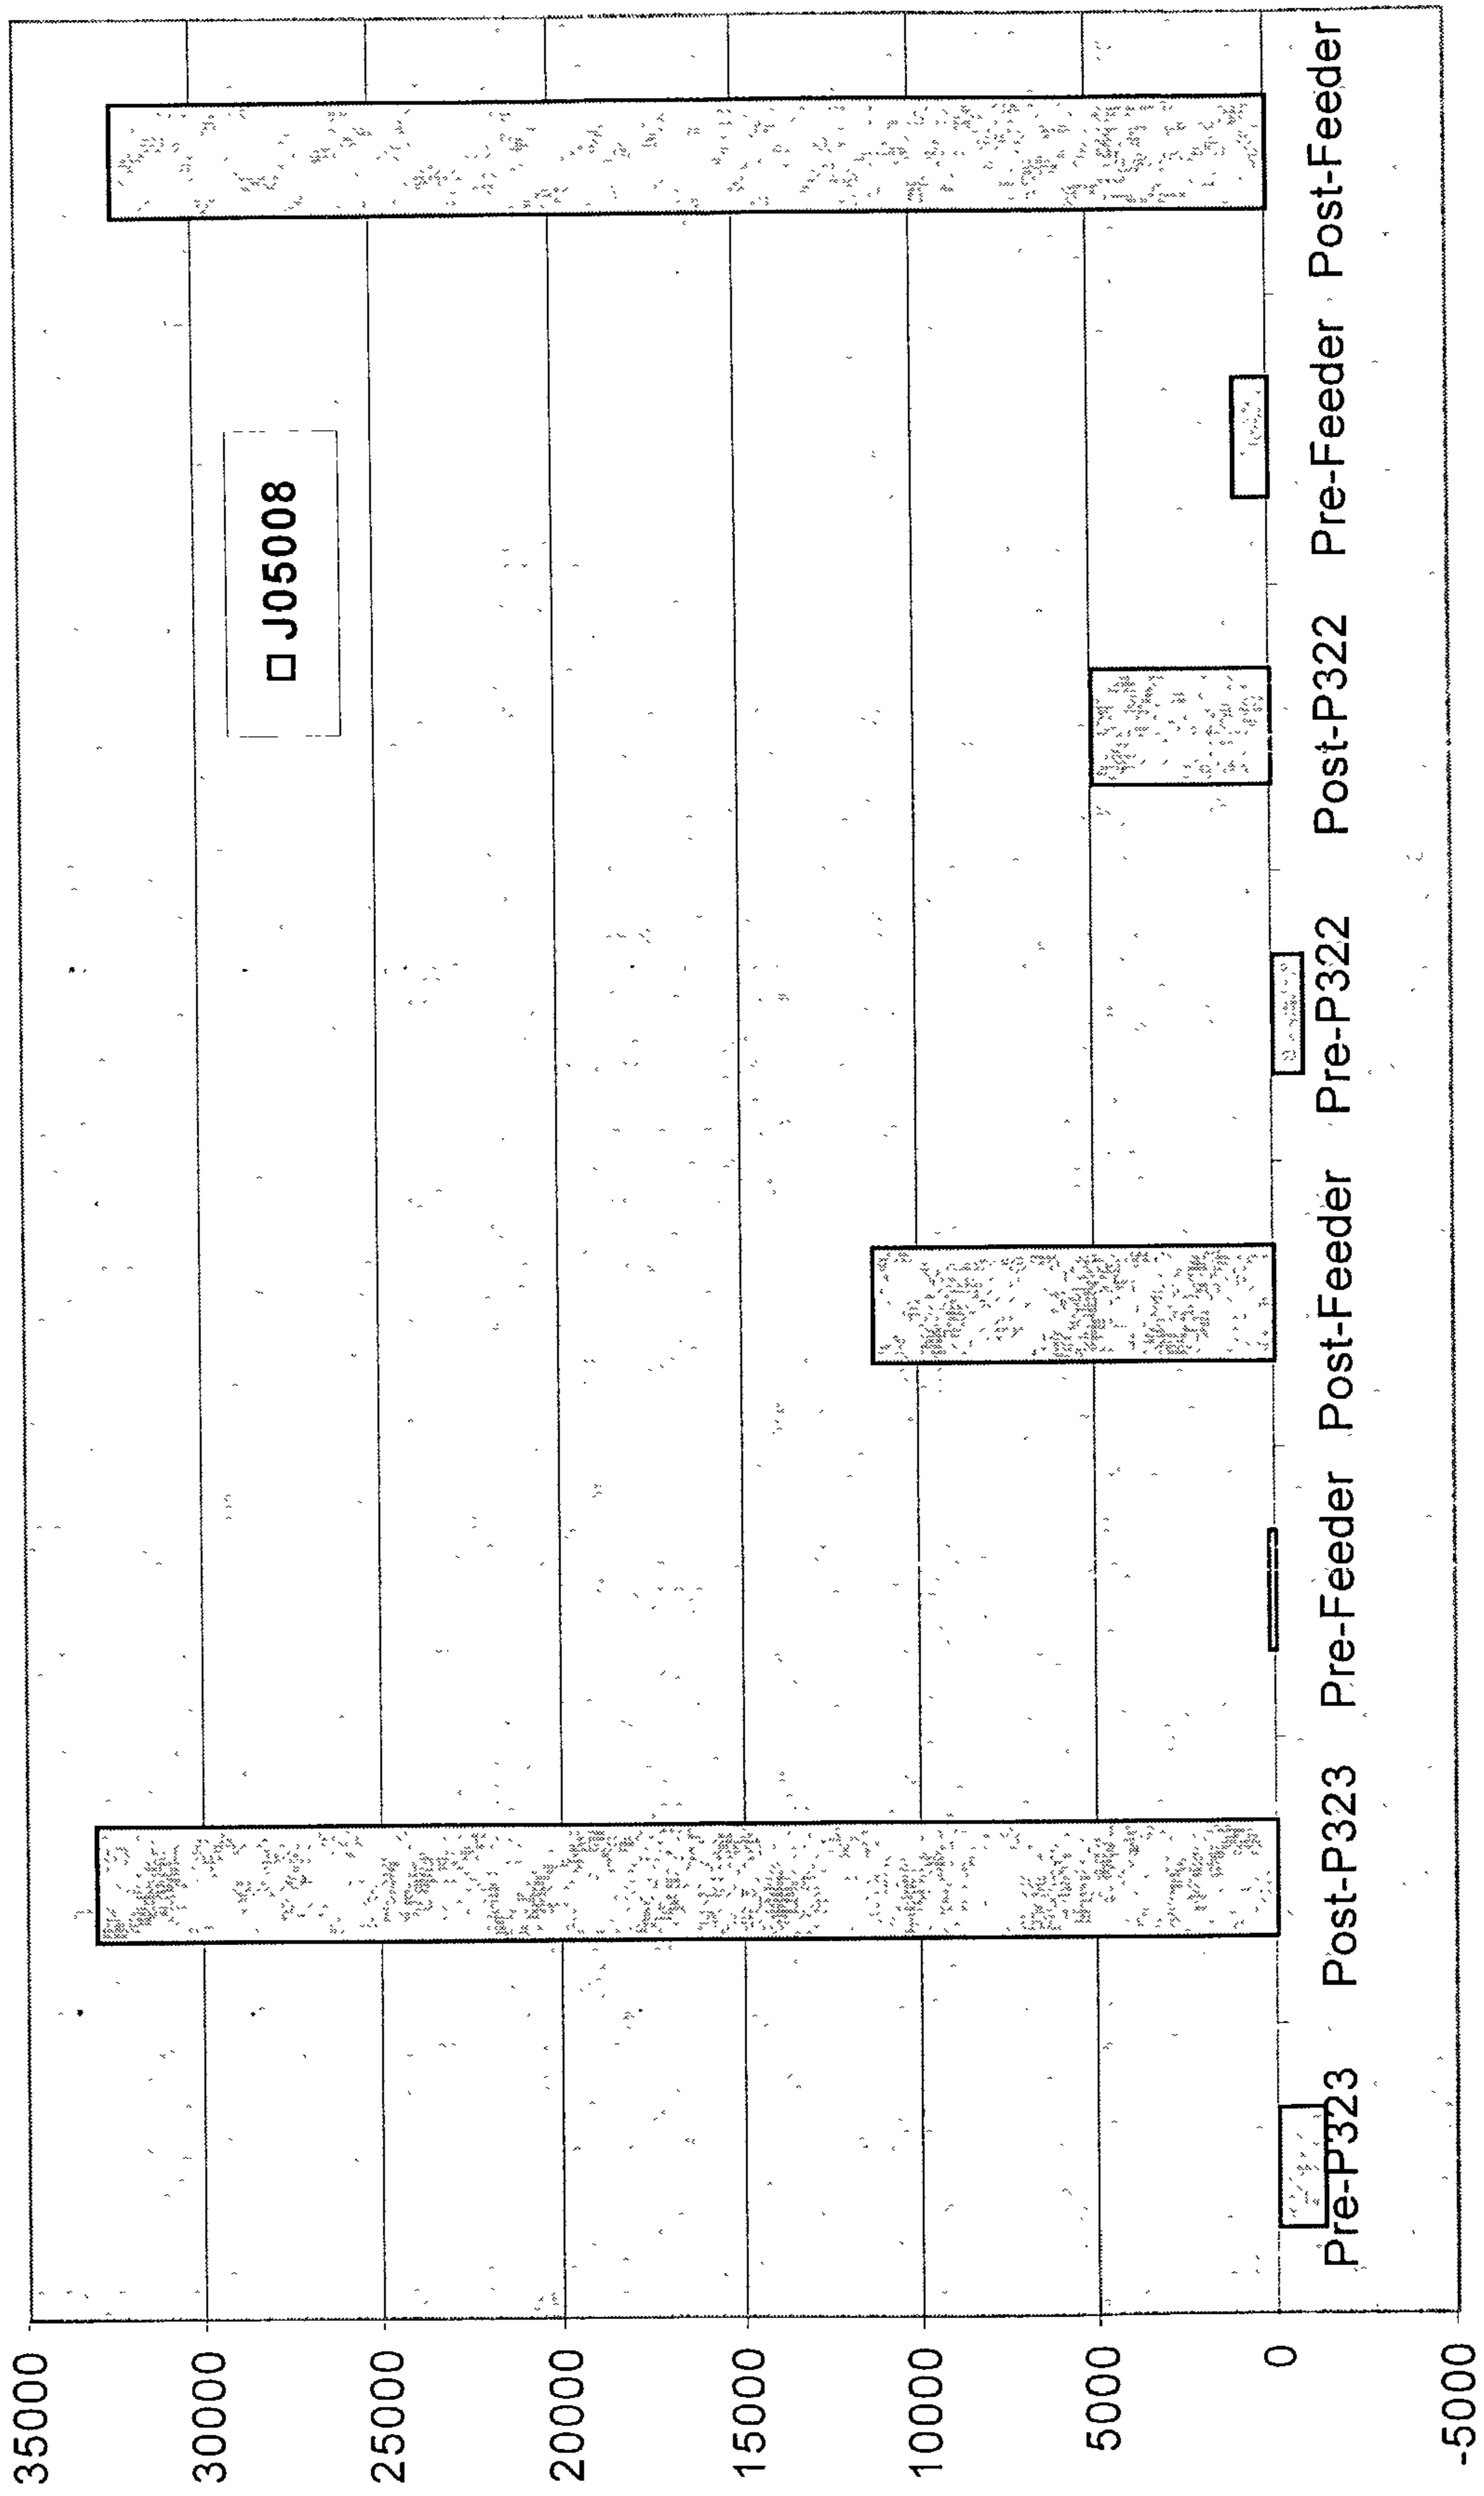 35000
30000
25000
20000
15000
10000
5000
0
-5000
□ J05008
Pre-P323
Post-P323
Pre-Feeder
Post-Feeder
Pre-P322
Post-P322
Pre-Feeder
Post-Feeder